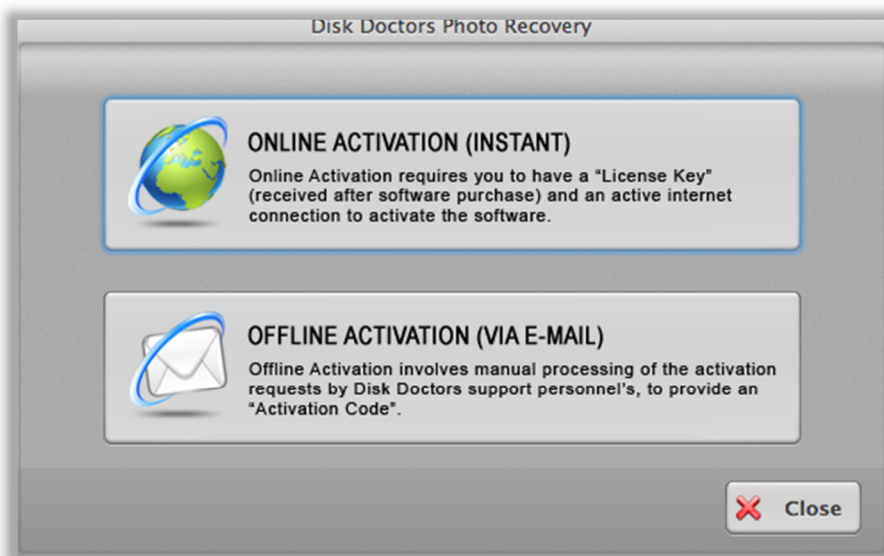 Disk Doctors Photo Recovery
ONLINE ACTIVATION (INSTANT)
Online Activation requires you to have a “License Key”
(received after software purchase) and an active internet
connection to activate the software.
OFFLINE ACTIVATION (VIA E-MAIL)
Offline Activation involves manual processing of the activation
requests by Disk Doctors support personnel's, to provide an
“Activation Code”.
Close